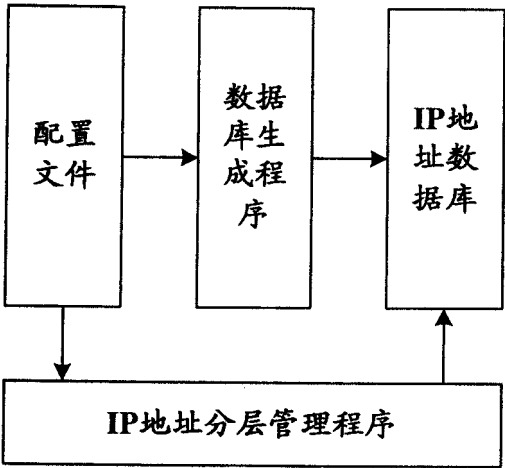 配置
文件
数据
库生
成程
序
IP地
址数
据库
IP地址分层管理程序